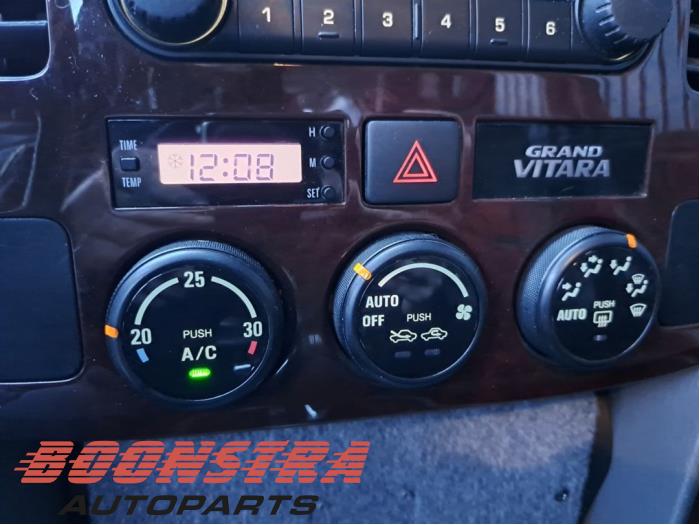 1 2 3 4 5 6
TIME
TEMP
12:08
H
M
SET
GRAND
VITARA
25
20
30
PUSH
A/C
AUTO
OFF
PUSH
AUTO
PUSH
BOONSTRA
AUTOPARTS